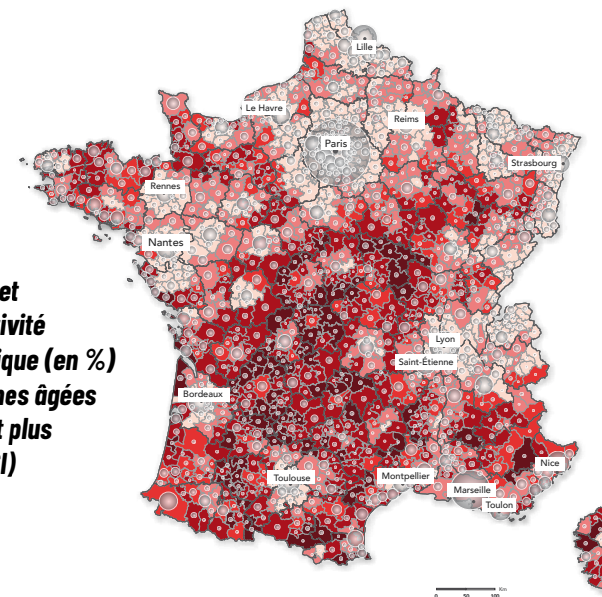 Lille
Le Havre
Reims
Paris
Strasbourg
Rennes
Nantes
et
ivité
ique (en %)
nes âgées
t plus
I)
Lyon
Saint-Étienne
Bordeaux
Toulouse
Montpellier
Nice
Marseille
Toulon
Km
0 50 100